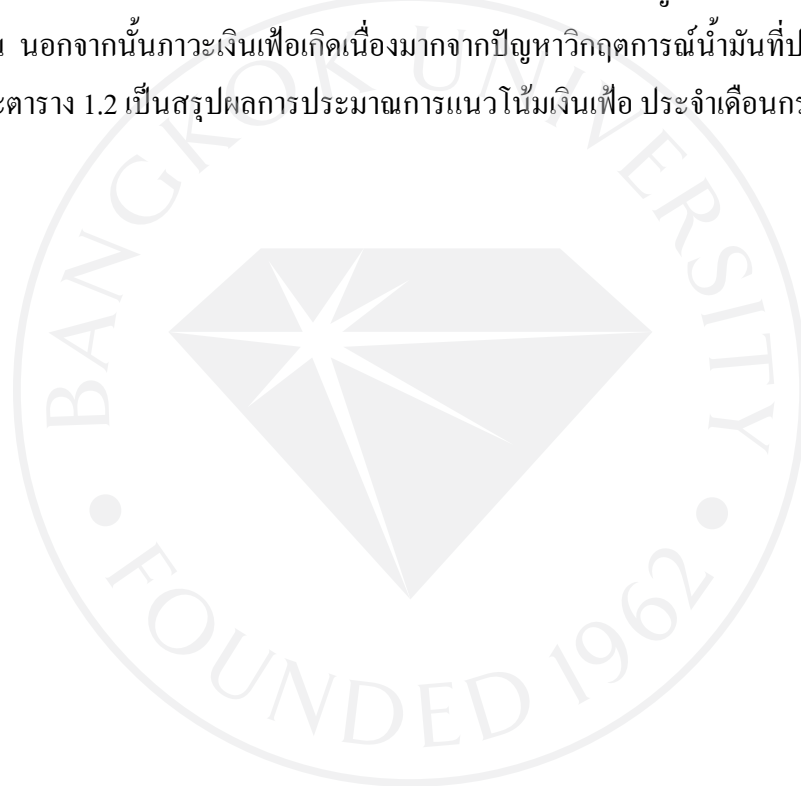 นอกจากนั้นภาวะเงินเฟ้อเกิดเนื่องมากจากปัญหาวิกฤตการณ์น้ำมันที่ป
ะตาราง 1.2 เป็นสรุปผลการประมาณการแนวโน้มเงินเฟ้อ ประจำเดือนกร
BANGKOK UNIVERSITY
FOUNDED 1962